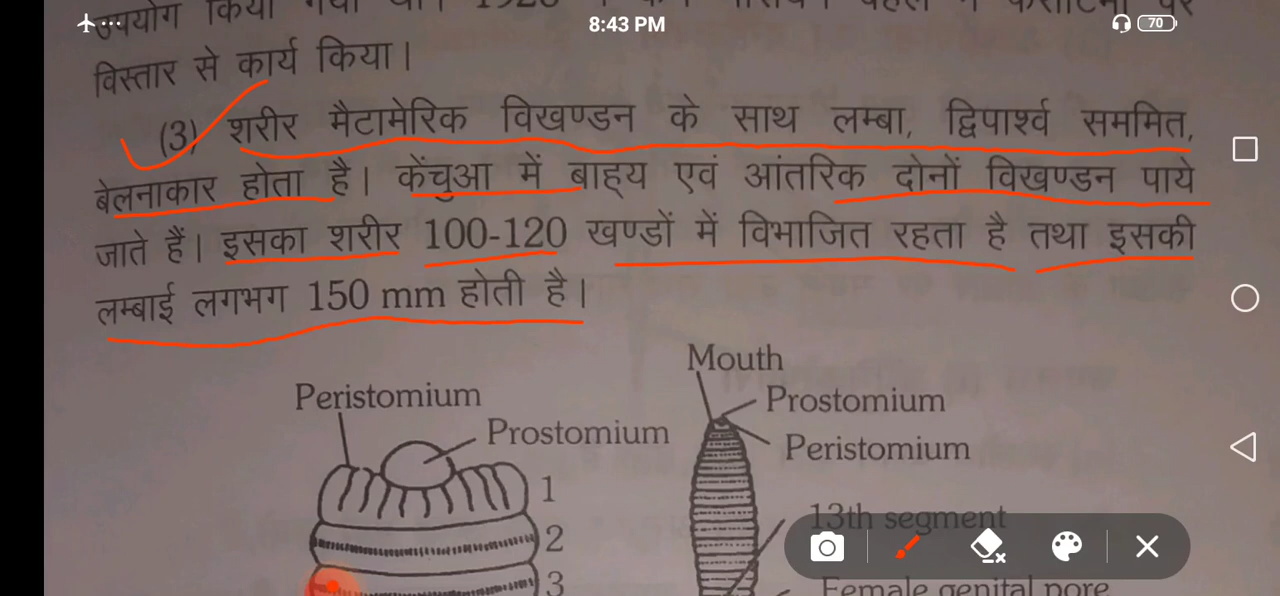 8:43 PM
70
विस्तार से कार्य किया।
(3) शरीर मैटामेरिक विखण्डन के साथ लम्बा, द्विपार्श्व सममित,
बेलनाकार होता है। केंचुआ में बाह्य एवं आंतरिक दोनों विखण्डन पाये
जाते हैं। इसका शरीर 100-120 खण्डों में विभाजित रहता है तथा इसकी
लम्बाई लगभग 150 mm होती है।
Mouth
Peristomium
Prostomium
Prostomium
Peristomium
1
2
3
13th segment
Female genital pore